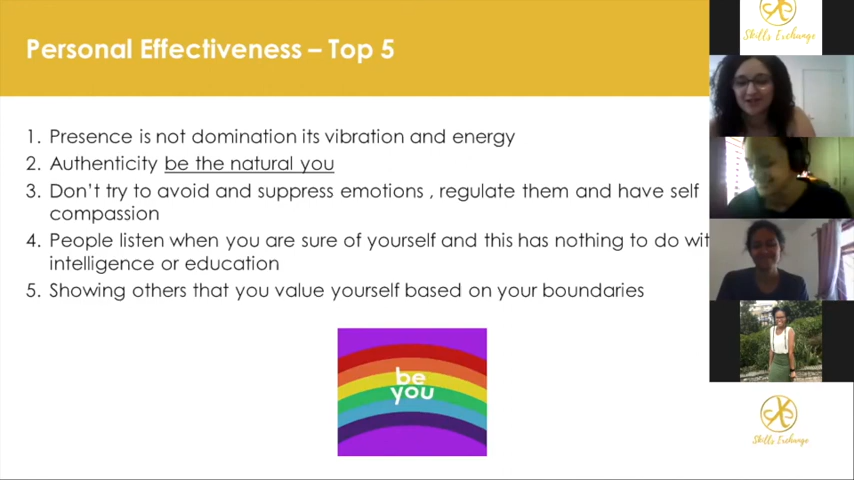 Personal Effectiveness – Top 5
1. Presence is not domination its vibration and energy
2. Authenticity be the natural you
3. Don't try to avoid and suppress emotions , regulate them and have self
compassion
4. People listen when you are sure of yourself and this has nothing to do wit
intelligence or education
5. Showing others that you value yourself based on your boundaries
be
you
Skills Exchange
Skills Exchange